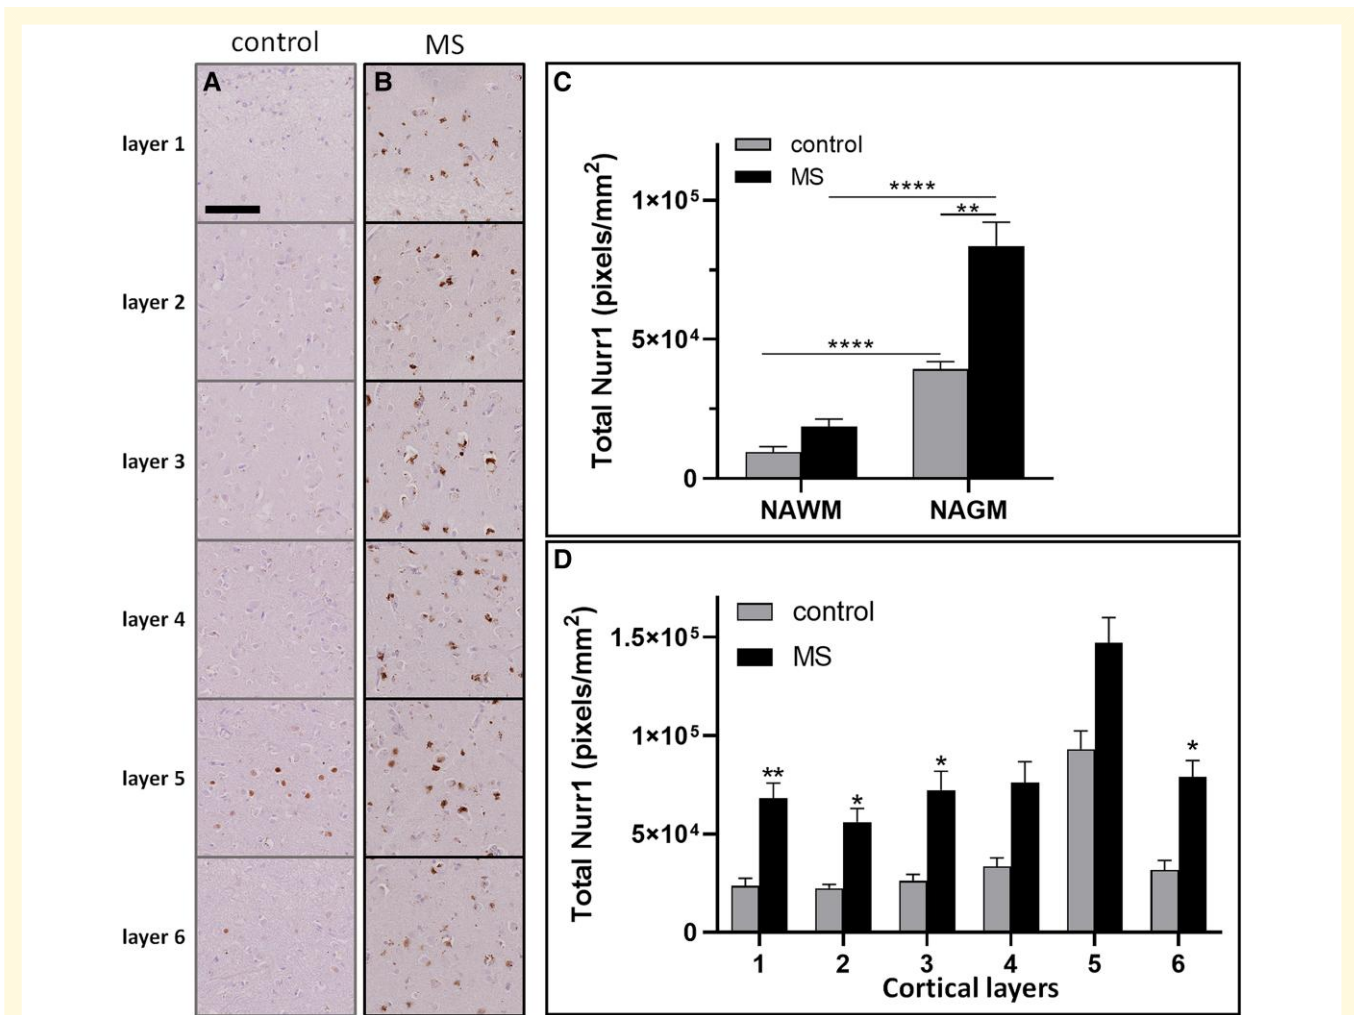 control MS
A
B
layer 1
layer 2
layer 3
layer 4
layer 5
layer 6
C
control
MS
Total Nurr1 (pixels/mm²)
1×10⁵
5×10⁴
0
****
**
****
NAWM NAGM
D
control
MS
Total Nurr1 (pixels/mm²)
1.5×10⁵
1×10⁵
5×10⁴
0
** * * *
1 2 3 4 5 6
Cortical layers